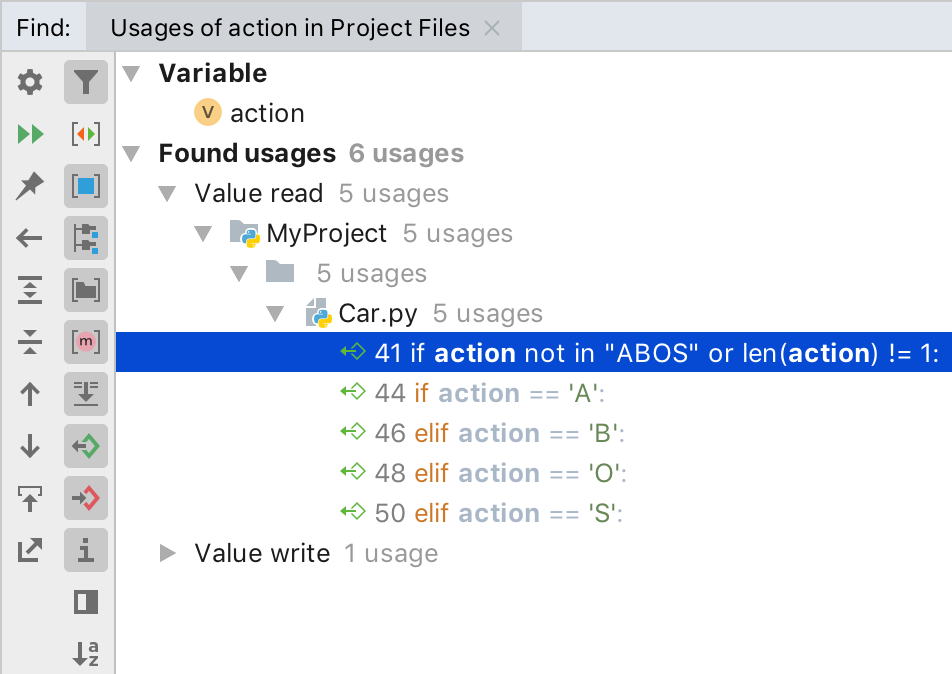 Find: Usages of action in Project Files
Variable
V action
Found usages 6 usages
Value read 5 usages
MyProject 5 usages
5 usages
Car.py 5 usages
41 if action not in "ABOS" or len(action) != 1:
44 if action == 'A':
46 elif action == 'B':
m
48 elif action == 'O':
50 elif action == 'S':
Value write 1 usage
i
a
z